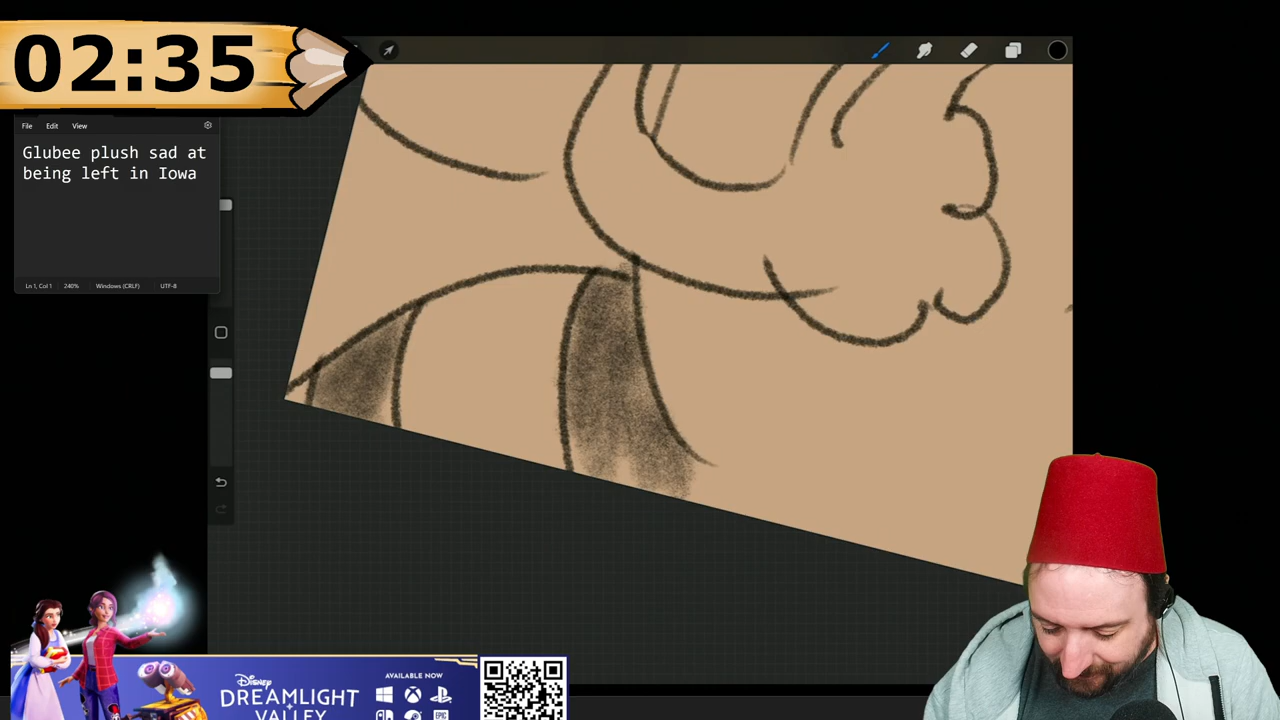 02:35
File Edit View
Glubee plush sad at
being left in Iowa
Ln 1, Col 1 240% Windows (CRLF) UTF-8
Disney
DREAMLIGHT
VALLEY
AVAILABLE NOW
EPIC